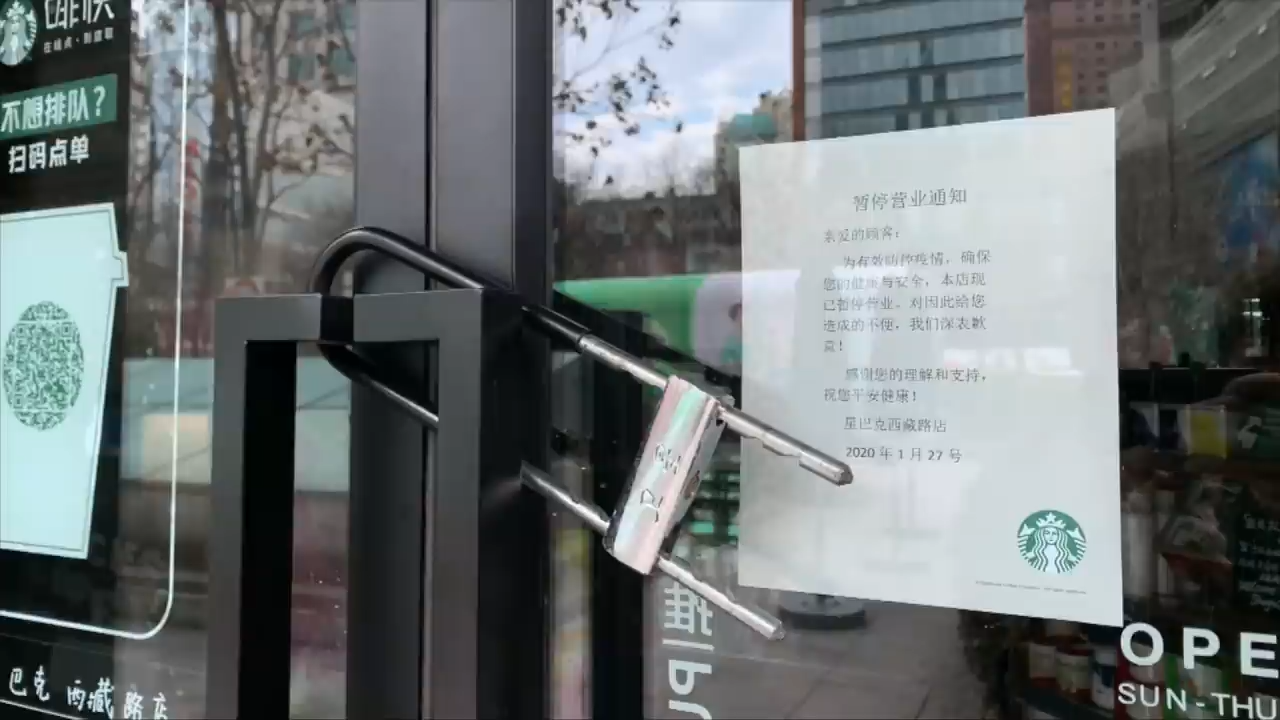 在线点·到店取
不想排队？
扫码点单
巴克 西藏路店
暂停营业通知
亲爱的顾客：
为有效防控疫情，确保
您的健康与安全，本店现
已暂停营业。对因此给您
造成的不便，我们深表歉
意！
感谢您的理解和支持，
祝您平安健康！
星巴克西藏路店
2020 年 1 月 27 号
OPE
SUN-THU